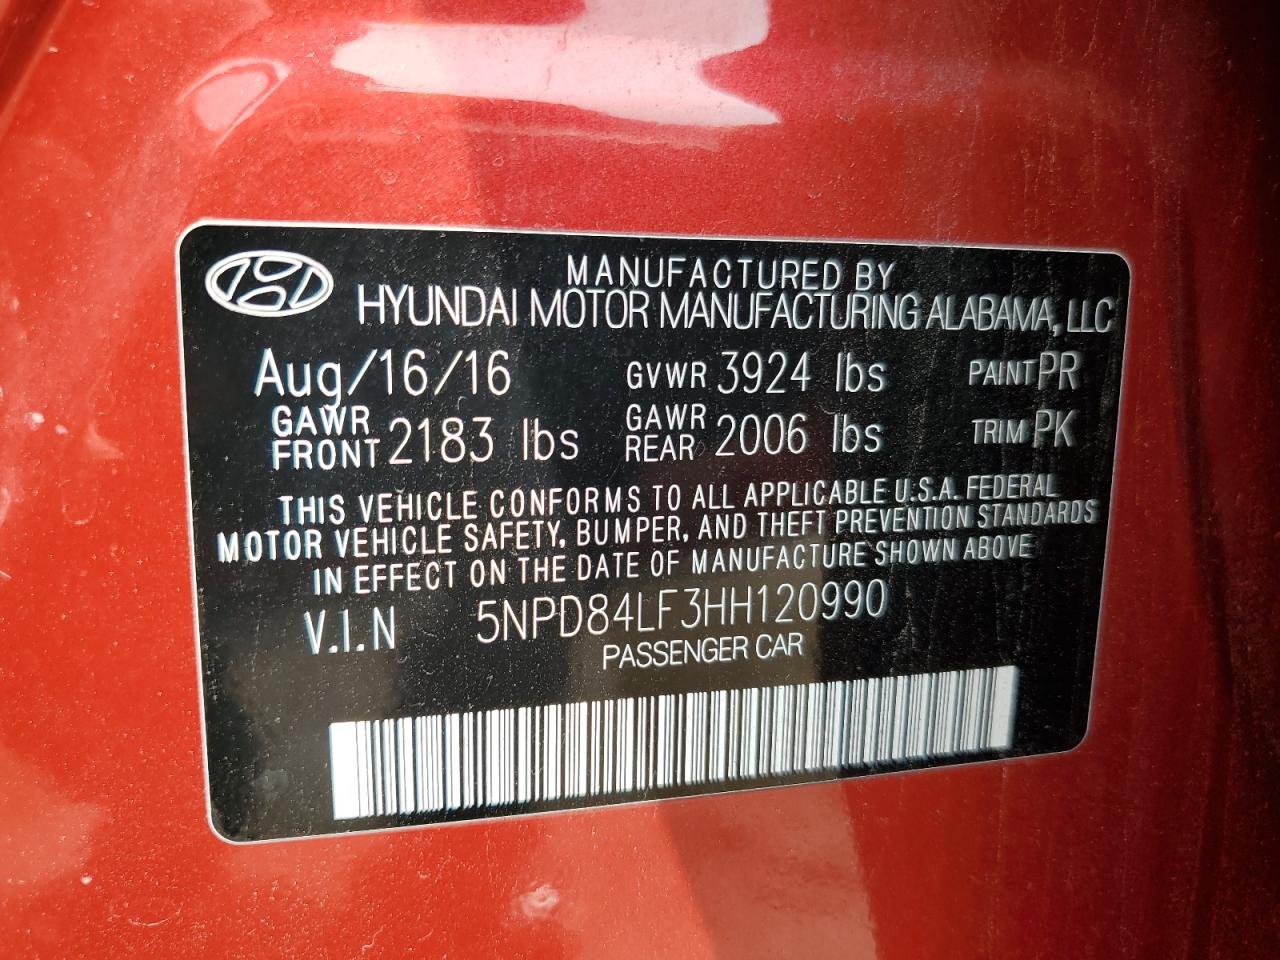 MANUFACTURED BY
HYUNDAI MOTOR MANUFACTURING ALABAMA, LLC
Aug/16/16 GVWR 3924 lbs PAINT PR
GAWR FRONT 2183 lbs GAWR REAR 2006 lbs TRIM PK
THIS VEHICLE CONFORMS TO ALL APPLICABLE U.S.A. FEDERAL
MOTOR VEHICLE SAFETY, BUMPER, AND THEFT PREVENTION STANDARDS
IN EFFECT ON THE DATE OF MANUFACTURE SHOWN ABOVE
V.I.N 5NPD84LF3HH120990
PASSENGER CAR